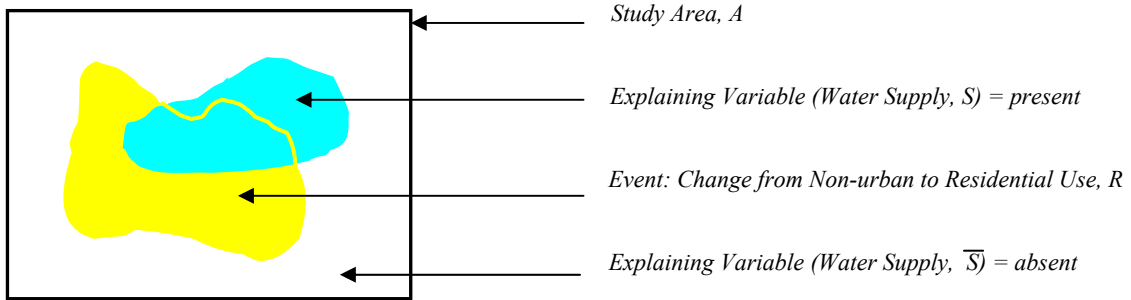 Study Area, A
Explaining Variable (Water Supply, S) = present
Event: Change from Non-urban to Residential Use, R
Explaining Variable (Water Supply, S̅) = absent